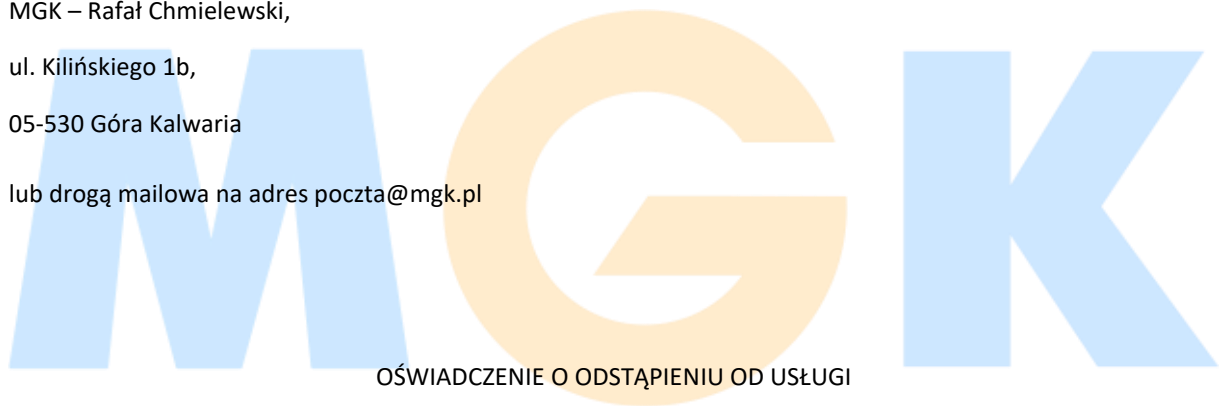 MGK – Rafał Chmielewski,
ul. Kilińskiego 1b,
05-530 Góra Kalwaria
lub drogą mailowa na adres poczta@mgk.pl
MGK
OŚWIADCZENIE O ODSTĄPIENIU OD USŁUGI